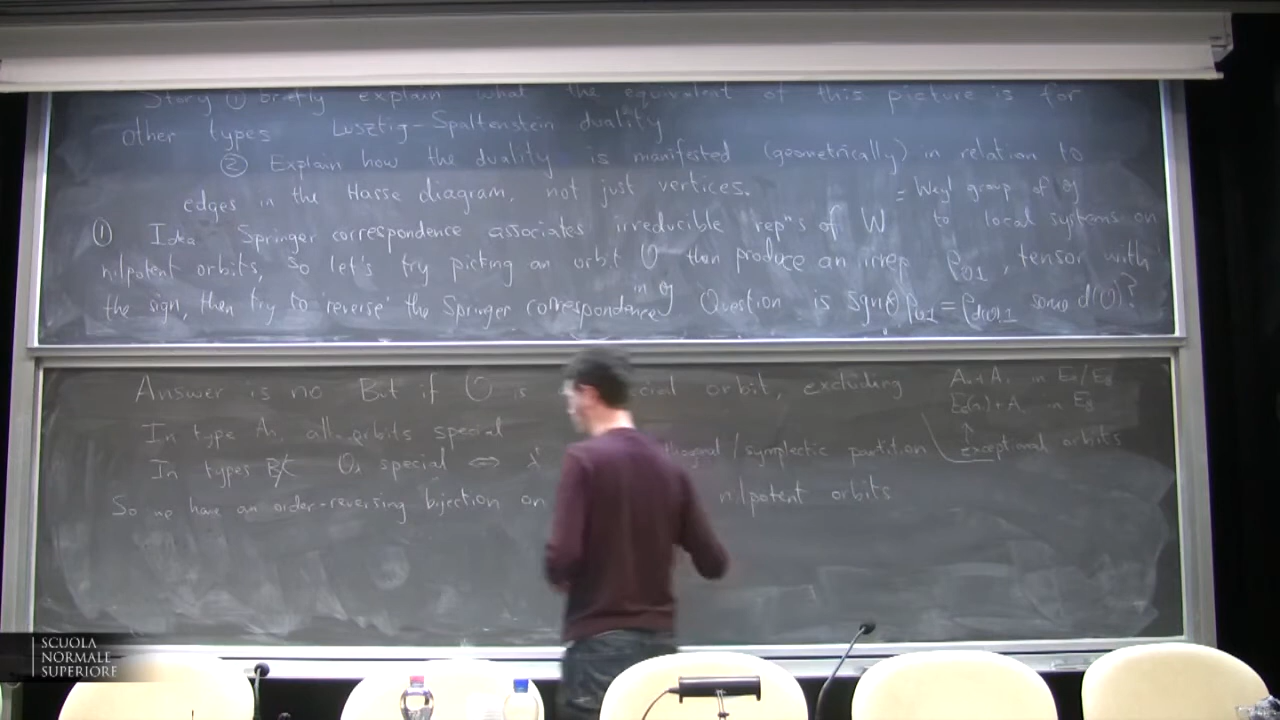 Story ① briefly explain what the equivalent of this picture is for
other types Lusztig-Spaltenstein duality
② Explain how the duality is manifested (geometrically) in relation to
edges in the Hasse diagram, not just vertices.
= Weyl group of g
① Idea Springer correspondence associates irreducible repⁿs of W to local systems on
nilpotent orbits, so let's try picking an orbit O then produce an irrep ρ_{O,1}, tensor with
the sign, then try to 'reverse' the Springer correspondence. Question is sgn⊗ρ_{O,1} = ρ_{d(O),1} some d(O)?
in g
Answer is no But if O is cial orbit, excluding
A₄+A₁ in E₇/E₈
E₆(a₁)+A₁ in E₈
↑
exceptional orbits
In type Aₙ, all orbits special
In types B/C O_λ special ⇔ λᵗ thogonal/symplectic partition
So we have an order-reversing bijection on nilpotent orbits
SCUOLA
NORMALE
SUPERIORE